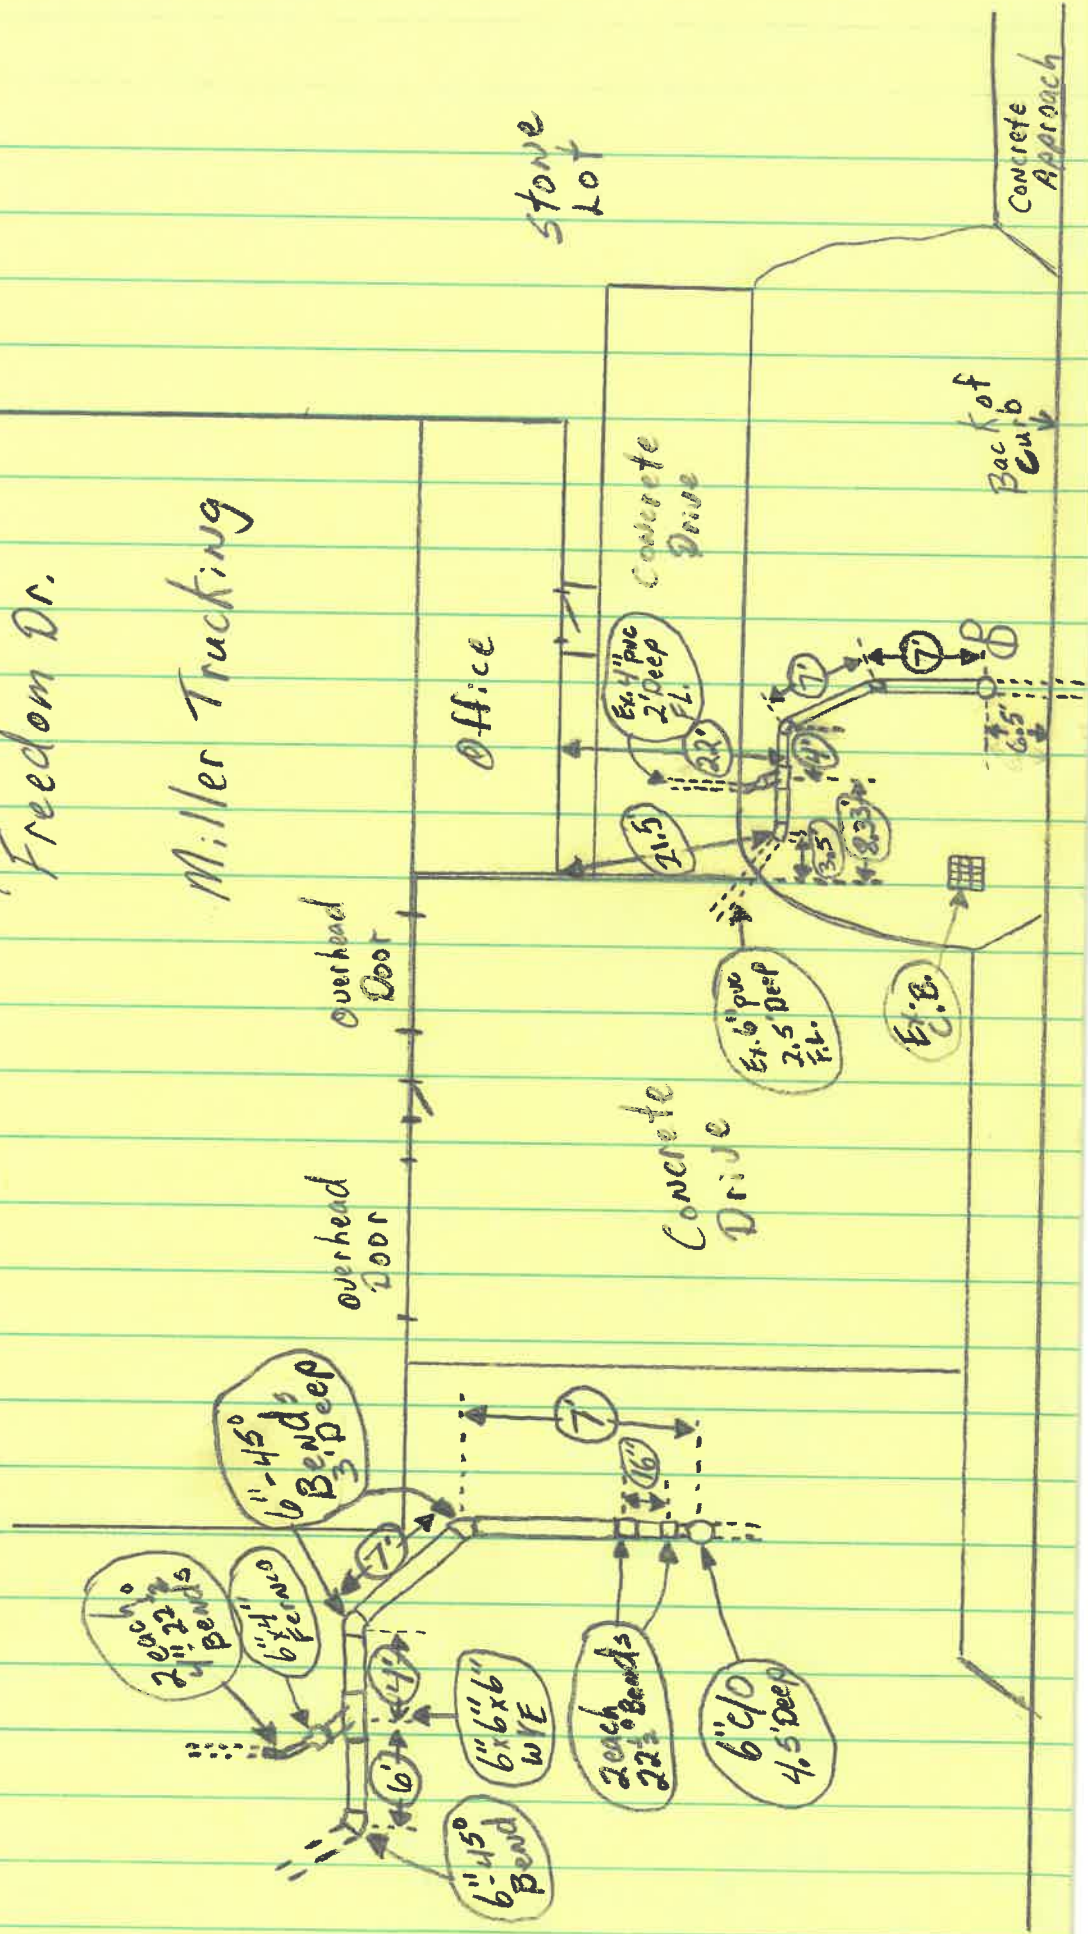 Freedom Dr.
Miller Trucking
Office
Stone
Lot
Overhead
Door
overhead
Door
Concrete
Drive
Concrete
Drive
Concrete
Approach
Back of
Curb
Ex. 4" pvc
2' Deep
F.L.
22'
21.5
4'
7'
7'
6.5'
3.5'
8.33'
Ex. 6" pvc
2.5' Deep
F.L.
Ex.
C.B.
6"-45°
Bends
3' Deep
2 each
4"-22½°
Bends
6"x4"
Fernco
7'
7'
16"
4'
6'
6"x6"x6"
WYE
2 each
22½° Bends
6" C/O
4.5' Deep
6"-45°
Bend